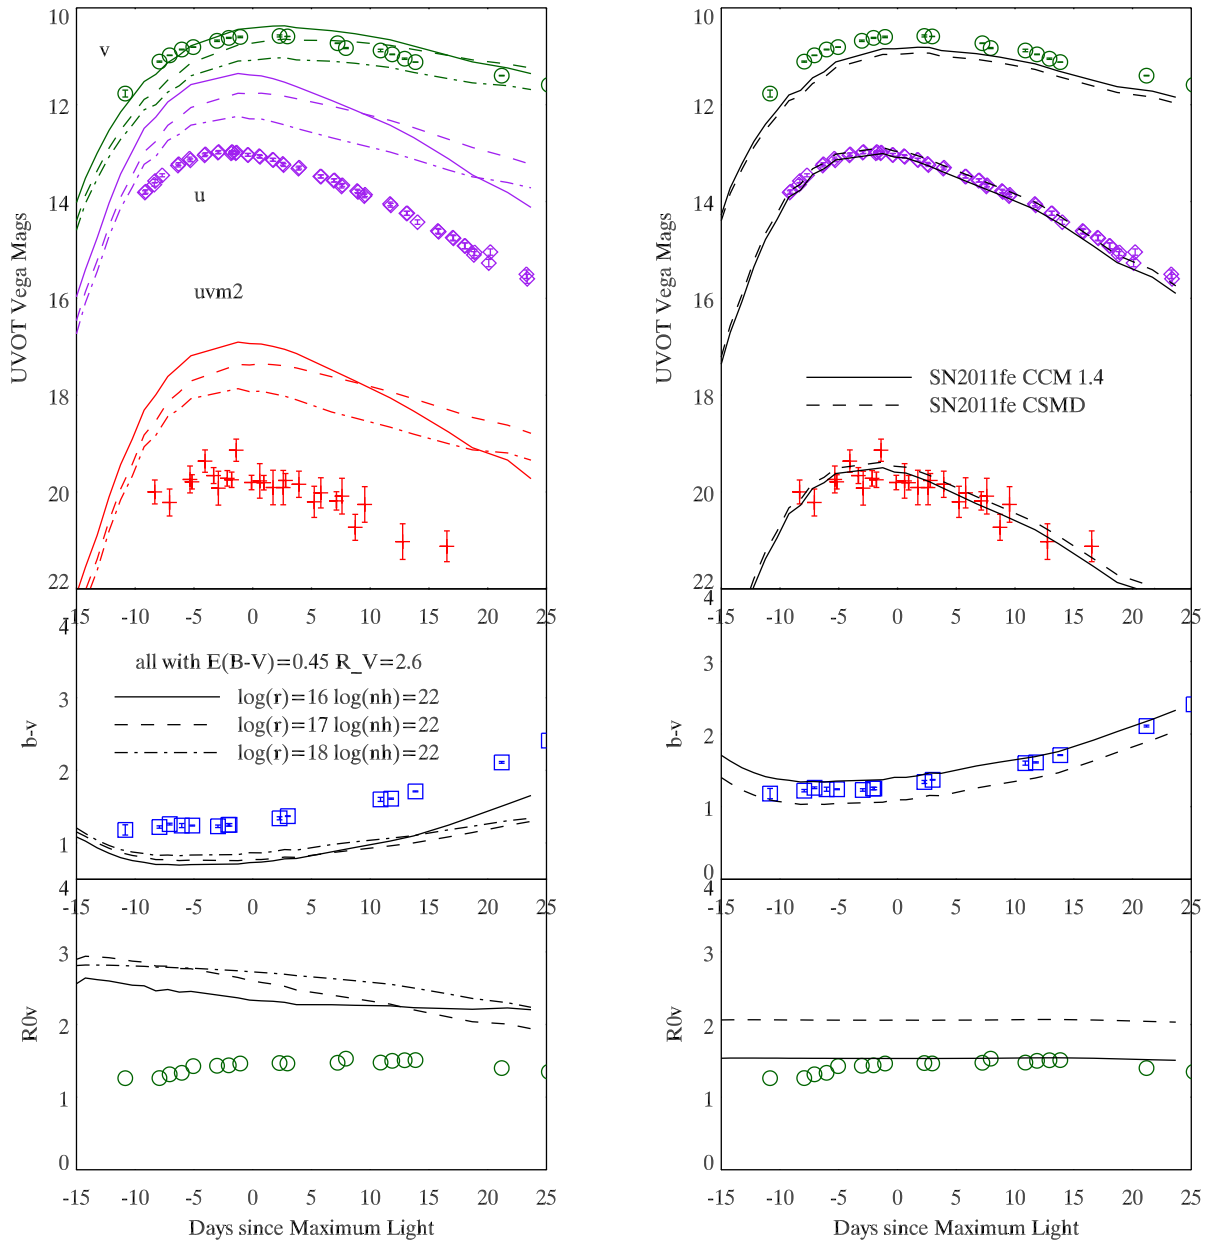 10
12
14
16
18
20
22
UVOT Vega Mags
v
u
uvm2
-15 -10 -5 0 5 10 15 20 25
4
3
2
1
b-v
all with E(B-V)=0.45 R_V=2.6
log(r)=16 log(nh)=22
log(r)=17 log(nh)=22
log(r)=18 log(nh)=22
-15 -10 -5 0 5 10 15 20 25
4
3
2
1
0
R0v
-15 -10 -5 0 5 10 15 20 25
Days since Maximum Light
10
12
14
16
18
20
22
UVOT Vega Mags
SN2011fe CCM 1.4
SN2011fe CSMD
-15 -10 -5 0 5 10 15 20 25
4
3
2
1
0
b-v
-15 -10 -5 0 5 10 15 20 25
4
3
2
1
0
R0v
-15 -10 -5 0 5 10 15 20 25
Days since Maximum Light